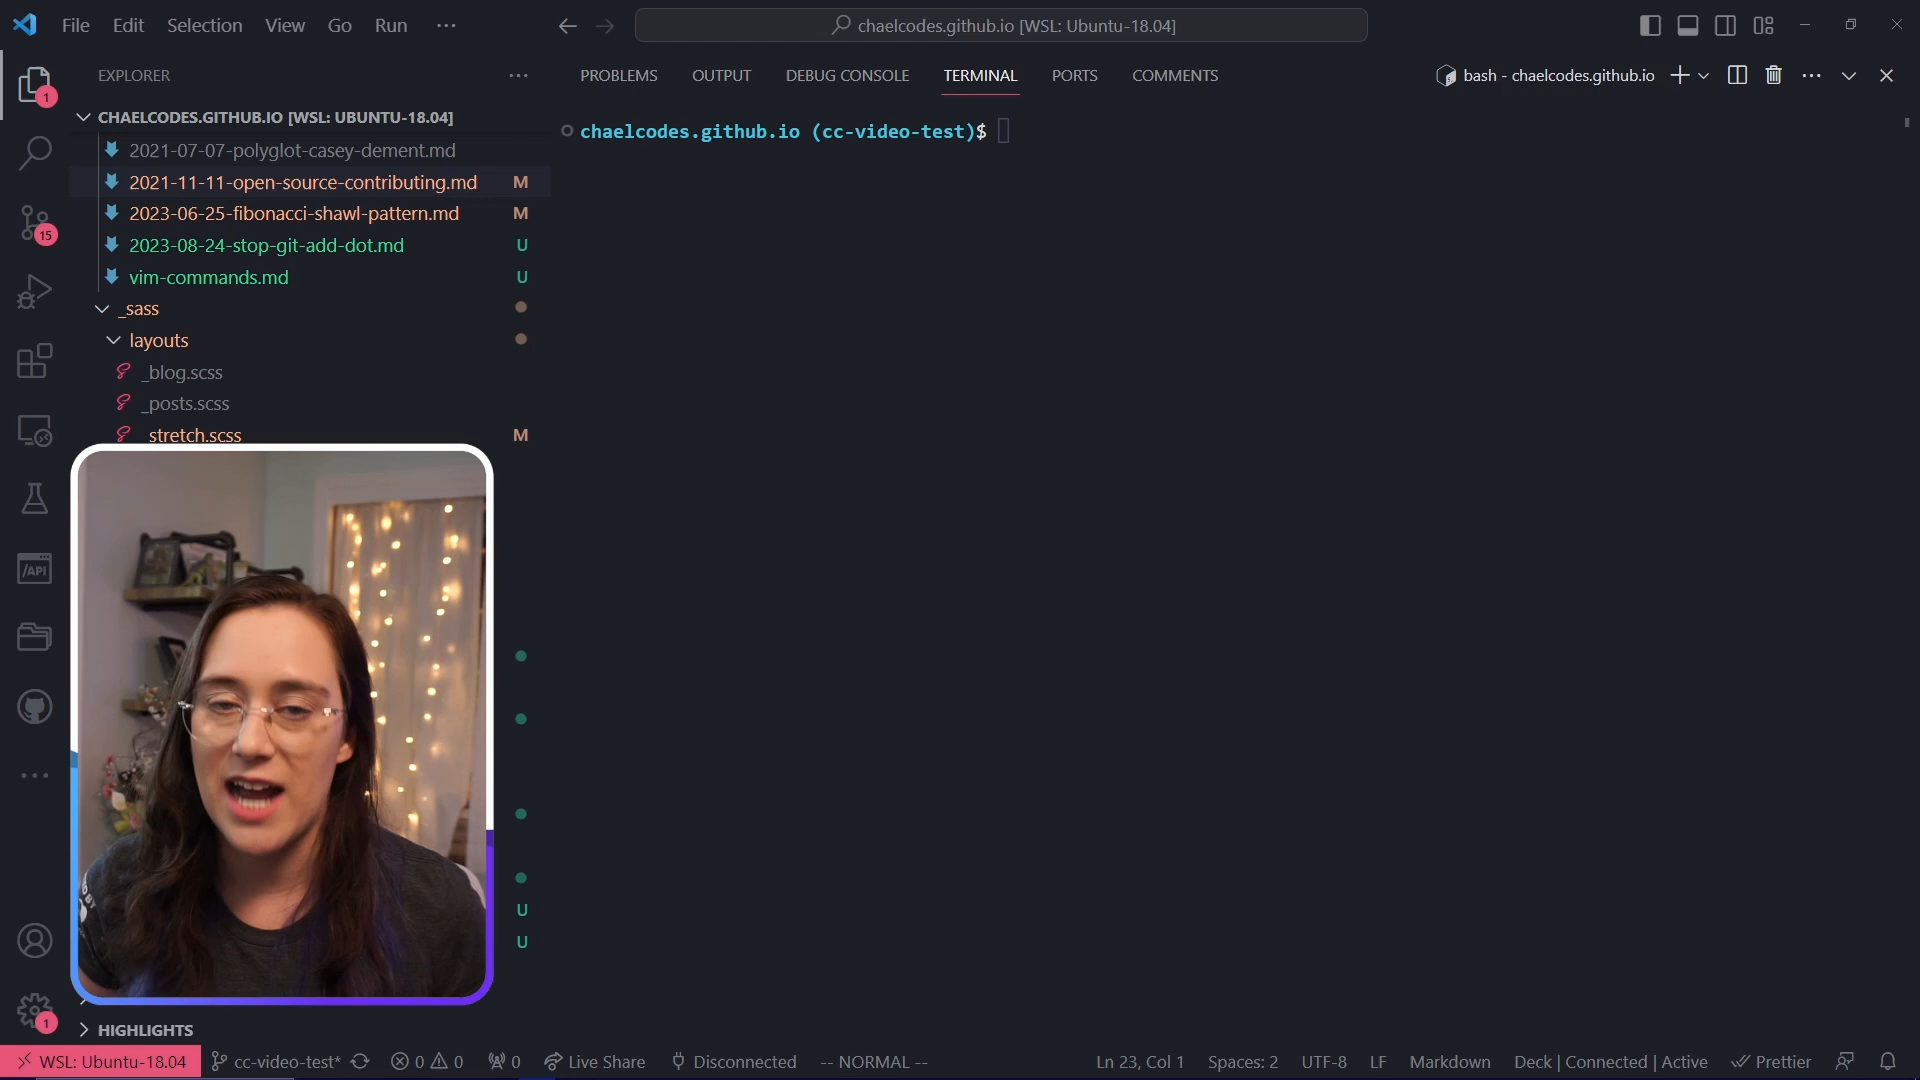 File Edit Selection View Go Run ···
chaelcodes.github.io [WSL: Ubuntu-18.04]
EXPLORER
CHAELCODES.GITHUB.IO [WSL: UBUNTU-18.04]
2021-07-07-polyglot-casey-dement.md
2021-11-11-open-source-contributing.md M
2023-06-25-fibonacci-shawl-pattern.md M
2023-08-24-stop-git-add-dot.md U
vim-commands.md U
_sass
layouts
_blog.scss
_posts.scss
_stretch.scss M
U
U
HIGHLIGHTS
1
15
/API
1
PROBLEMS OUTPUT DEBUG CONSOLE TERMINAL PORTS COMMENTS
bash - chaelcodes.github.io
chaelcodes.github.io (cc-video-test)$
WSL: Ubuntu-18.04 cc-video-test* 0 0 0 Live Share Disconnected -- NORMAL -- Ln 23, Col 1 Spaces: 2 UTF-8 LF Markdown Deck | Connected | Active Prettier